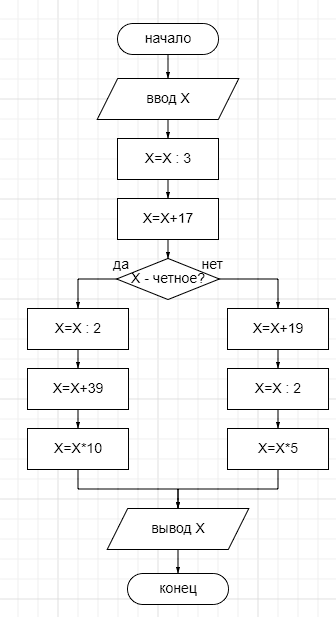 начало
ввод X
X=X : 3
X=X+17
да
нет
X - четное?
X=X : 2
X=X+19
X=X+39
X=X : 2
X=X*10
X=X*5
вывод X
конец